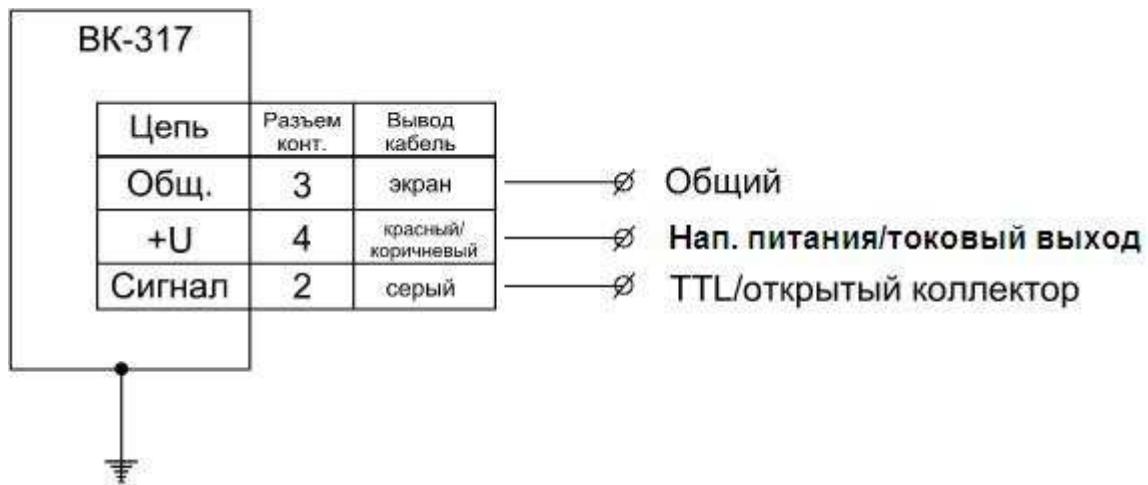 ВК-317
Цепь Разъем конт. Вывод кабель
Общ. 3 экран Общий
+U 4 красный/ коричневый Нап. питания/токовый выход
Сигнал 2 серый TTL/открытый коллектор